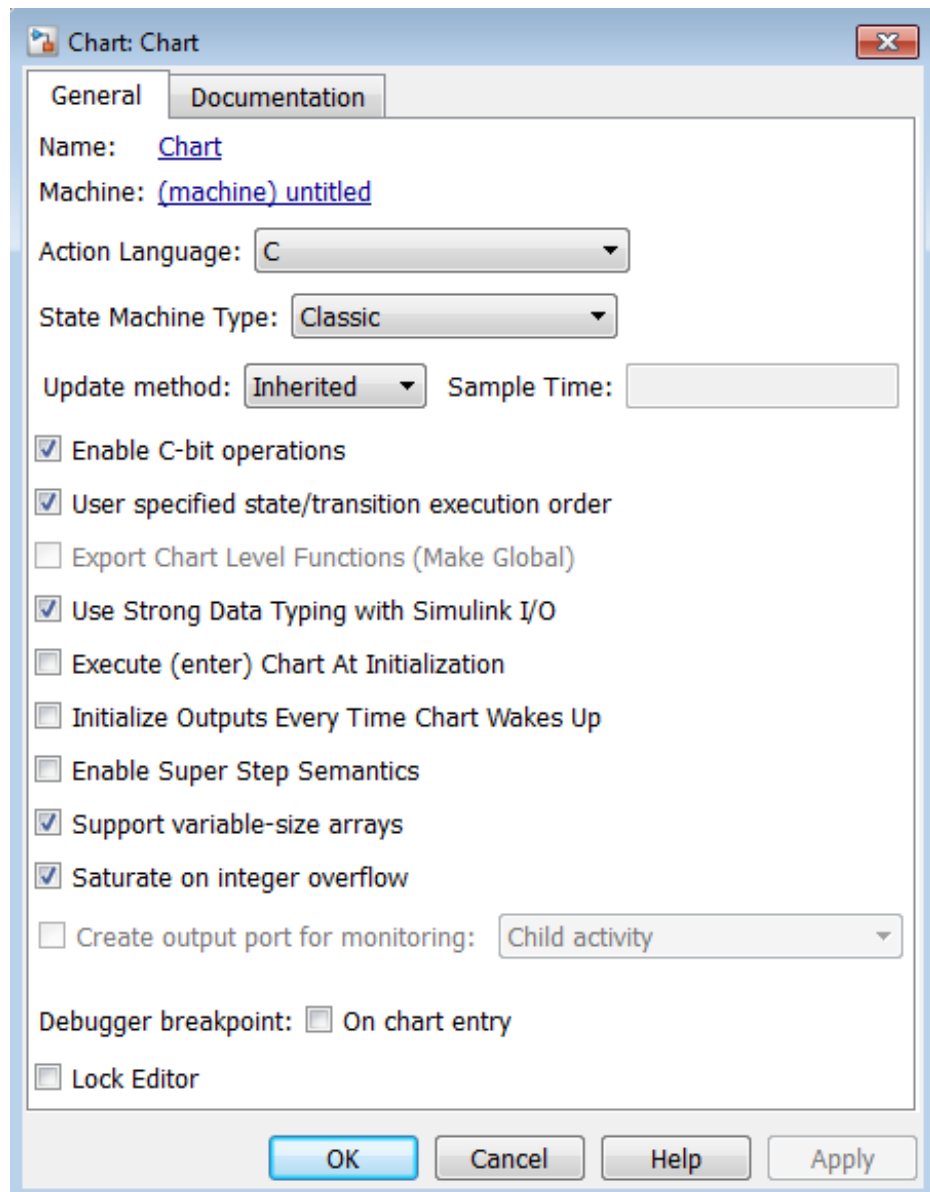 Chart: Chart
General Documentation
Name: Chart
Machine: (machine) untitled
Action Language: C
State Machine Type: Classic
Update method: Inherited Sample Time:
Enable C-bit operations
User specified state/transition execution order
Export Chart Level Functions (Make Global)
Use Strong Data Typing with Simulink I/O
Execute (enter) Chart At Initialization
Initialize Outputs Every Time Chart Wakes Up
Enable Super Step Semantics
Support variable-size arrays
Saturate on integer overflow
Create output port for monitoring: Child activity
Debugger breakpoint: On chart entry
Lock Editor
OK Cancel Help Apply